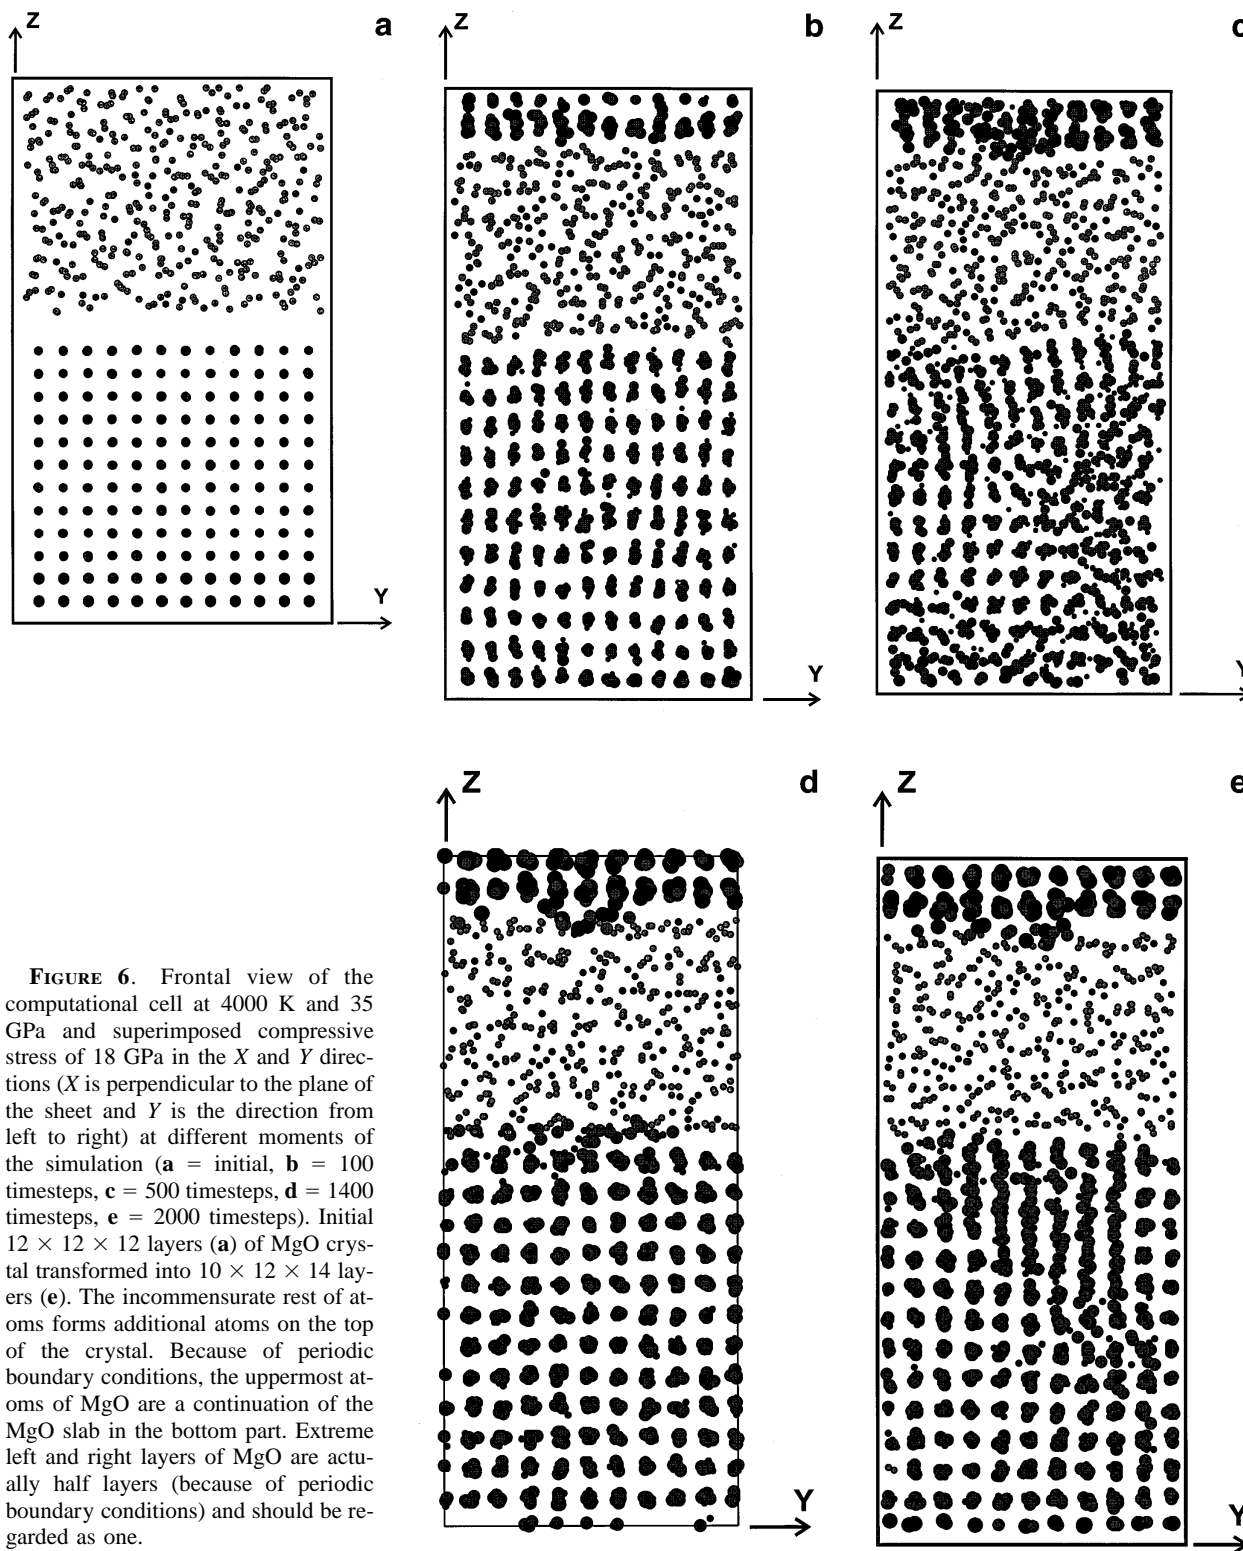 Z
a
Z
b
Z
c
Y
Y
Y
Z
d
Z
e
FIGURE 6. Frontal view of the
computational cell at 4000 K and 35
GPa and superimposed compressive
stress of 18 GPa in the X and Y direc-
tions (X is perpendicular to the plane of
the sheet and Y is the direction from
left to right) at different moments of
the simulation (a = initial, b = 100
timesteps, c = 500 timesteps, d = 1400
timesteps, e = 2000 timesteps). Initial
12 × 12 × 12 layers (a) of MgO crys-
tal transformed into 10 × 12 × 14 lay-
ers (e). The incommensurate rest of at-
oms forms additional atoms on the top
of the crystal. Because of periodic
boundary conditions, the uppermost at-
oms of MgO are a continuation of the
MgO slab in the bottom part. Extreme
left and right layers of MgO are actu-
ally half layers (because of periodic
boundary conditions) and should be re-
garded as one.
Y
Y